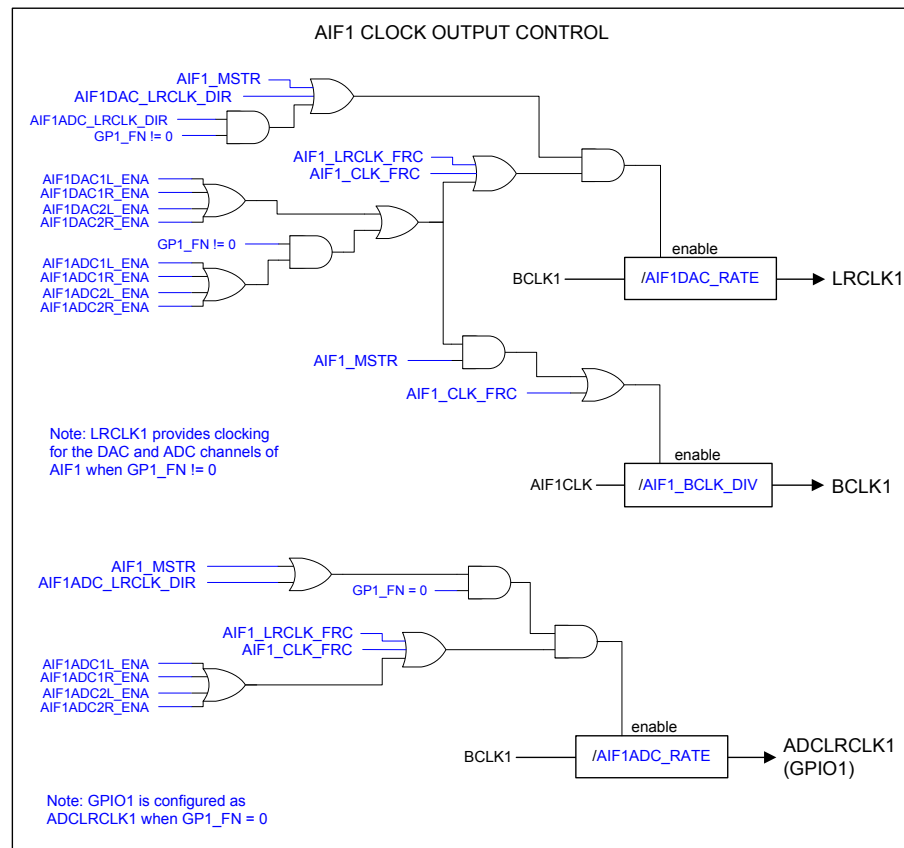 AIF1 CLOCK OUTPUT CONTROL
AIF1_MSTR
AIF1DAC_LRCLK_DIR
AIF1ADC_LRCLK_DIR
GP1_FN != 0
AIF1_LRCLK_FRC
AIF1_CLK_FRC
AIF1DAC1L_ENA
AIF1DAC1R_ENA
AIF1DAC2L_ENA
AIF1DAC2R_ENA
GP1_FN != 0
AIF1ADC1L_ENA
AIF1ADC1R_ENA
AIF1ADC2L_ENA
AIF1ADC2R_ENA
enable
BCLK1
/AIF1DAC_RATE
LRCLK1
AIF1_MSTR
AIF1_CLK_FRC
Note: LRCLK1 provides clocking
for the DAC and ADC channels of
AIF1 when GP1_FN != 0
enable
AIF1CLK
/AIF1_BCLK_DIV
BCLK1
AIF1_MSTR
AIF1ADC_LRCLK_DIR
GP1_FN = 0
AIF1_LRCLK_FRC
AIF1_CLK_FRC
AIF1ADC1L_ENA
AIF1ADC1R_ENA
AIF1ADC2L_ENA
AIF1ADC2R_ENA
enable
BCLK1
/AIF1ADC_RATE
ADCLRCLK1
(GPIO1)
Note: GPIO1 is configured as
ADCLRCLK1 when GP1_FN = 0